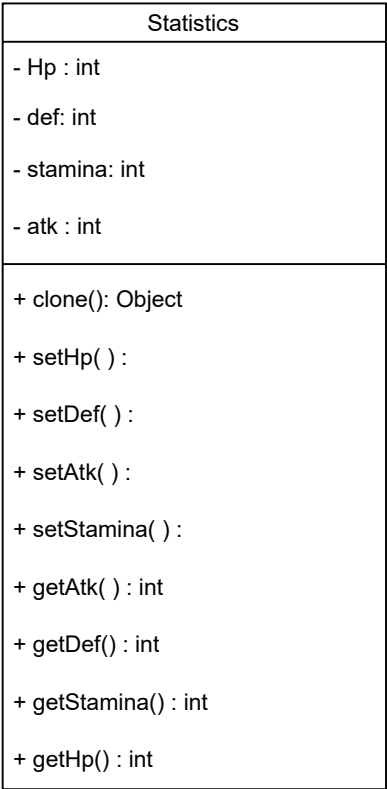 Statistics
- Hp : int
- def: int
- stamina: int
- atk : int
+ clone(): Object
+ setHp( ) :
+ setDef( ) :
+ setAtk( ) :
+ setStamina( ) :
+ getAtk( ) : int
+ getDef() : int
+ getStamina() : int
+ getHp() : int